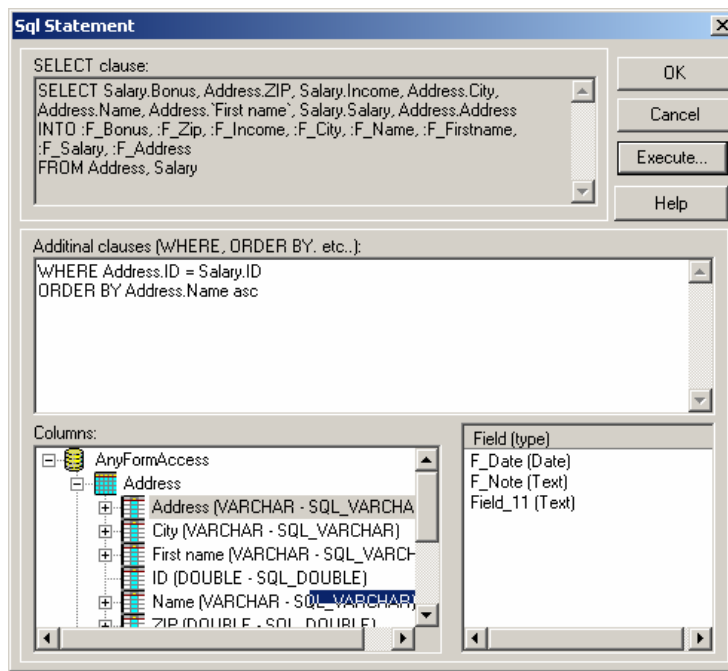 Sql Statement
SELECT clause:
SELECT Salary.Bonus, Address.ZIP, Salary.Income, Address.City,
Address.Name, Address.`First name`, Salary.Salary, Address.Address
INTO :F_Bonus, :F_Zip, :F_Income, :F_City, :F_Name, :F_Firstname,
:F_Salary, :F_Address
FROM Address, Salary
OK
Cancel
Execute...
Help
Additinal clauses (WHERE, ORDER BY. etc..):
WHERE Address.ID = Salary.ID
ORDER BY Address.Name asc
Columns:
AnyFormAccess
Address
Address (VARCHAR - SQL_VARCHA
City (VARCHAR - SQL_VARCHAR)
First name (VARCHAR - SQL_VARCH
ID (DOUBLE - SQL_DOUBLE)
Name (VARCHAR - SQL_VARCHAR)
ZIP (DOUBLE - SQL_DOUBLE)
Field (type)
F_Date (Date)
F_Note (Text)
Field_11 (Text)